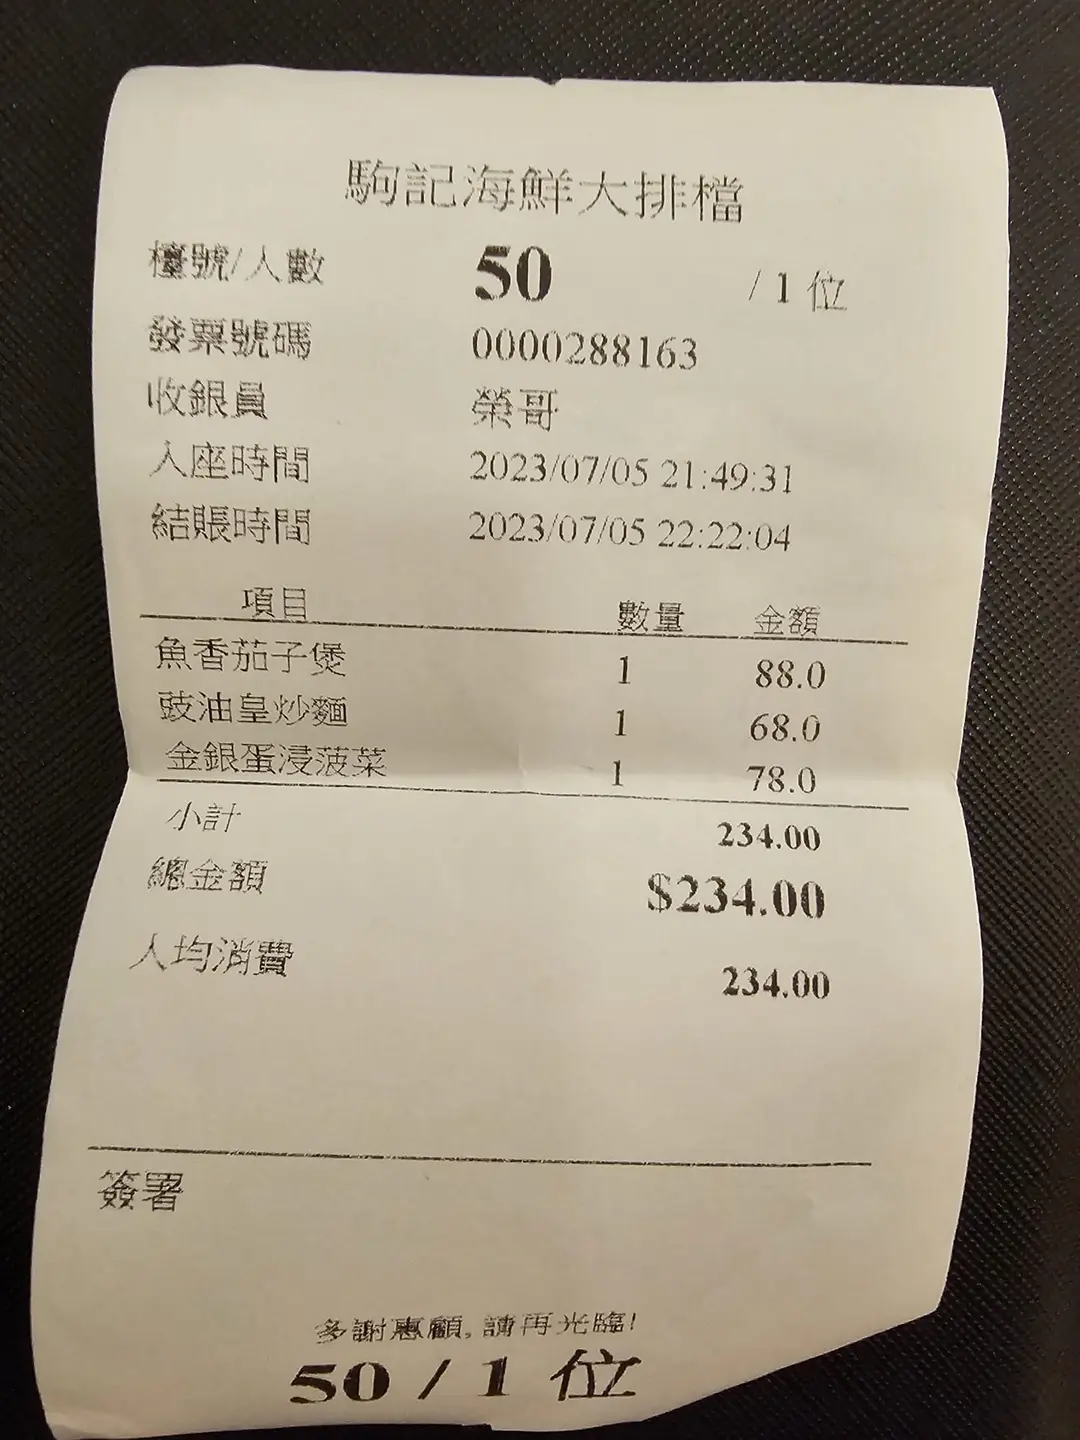 駒記海鮮大排檔
檯號/人數 50 / 1 位
發票號碼 0000288163
收銀員 榮哥
入座時間 2023/07/05 21:49:31
結賬時間 2023/07/05 22:22:04
項目 數量 金額
魚香茄子煲 1 88.0
豉油皇炒麵 1 68.0
金銀蛋浸菠菜 1 78.0
小計 234.00
總金額 $234.00
人均消費 234.00
簽署
多謝惠顧,請再光臨!
50 / 1 位